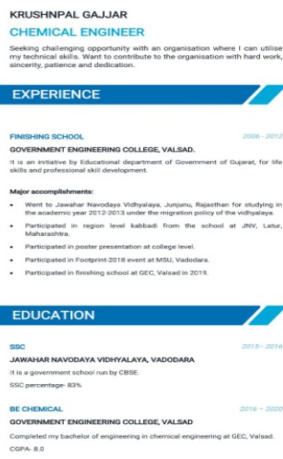 KRUSHNPAL GAJJAR
CHEMICAL ENGINEER
Seeking challenging opportunity with an organisation where I can utilise
my technical skills. Want to contribute to the organisation with hard work,
sincerity, patience and dedication.
EXPERIENCE
FINISHING SCHOOL 2006 - 2012
GOVERNMENT ENGINEERING COLLEGE, VALSAD.
It is an initiative by Educational department of Government of Gujarat, for life
skills and professional skill development.
Major accomplishments:
• Went to Jawahar Navodaya Vidhyalaya, Junjunu, Rajasthan for studying in
the academic year 2012-2013 under the migration policy of the vidhyalaya.
• Participated in region level kabbadi from the school at JNV, Latur,
Maharashtra.
• Participated in poster presentation at college level.
• Participated in Footprint-2018 event at MSU, Vadodara.
• Participated in finishing school at GEC, Valsad in 2019.
EDUCATION
SSC 2015 - 2016
JAWAHAR NAVODAYA VIDHYALAYA, VADODARA
It is a government school run by CBSE.
SSC percentage- 83%
BE CHEMICAL 2016 - 2020
GOVERNMENT ENGINEERING COLLEGE, VALSAD
Completed my bachelor of engineering in chemical engineering at GEC, Valsad.
CGPA- 8.0